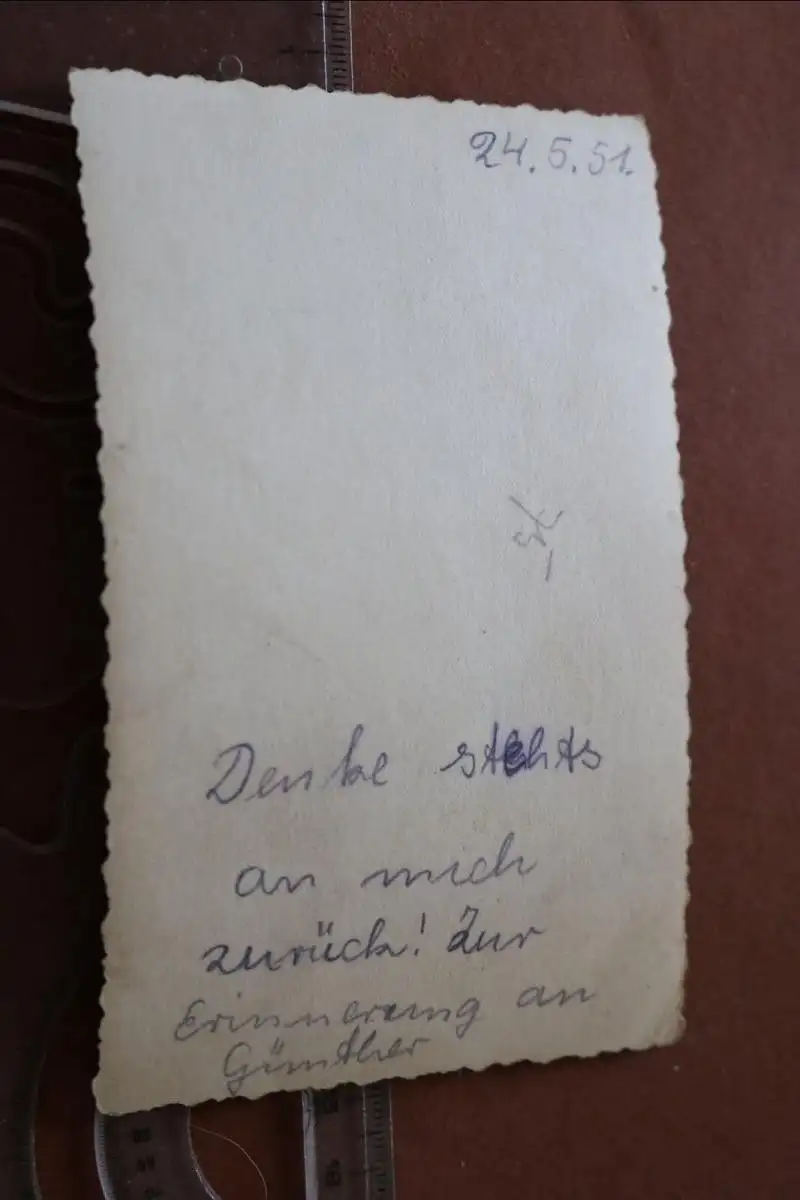 24.5.51.
Denke stehts
an mich
zurück! Zur
Erinnerung an
Günther